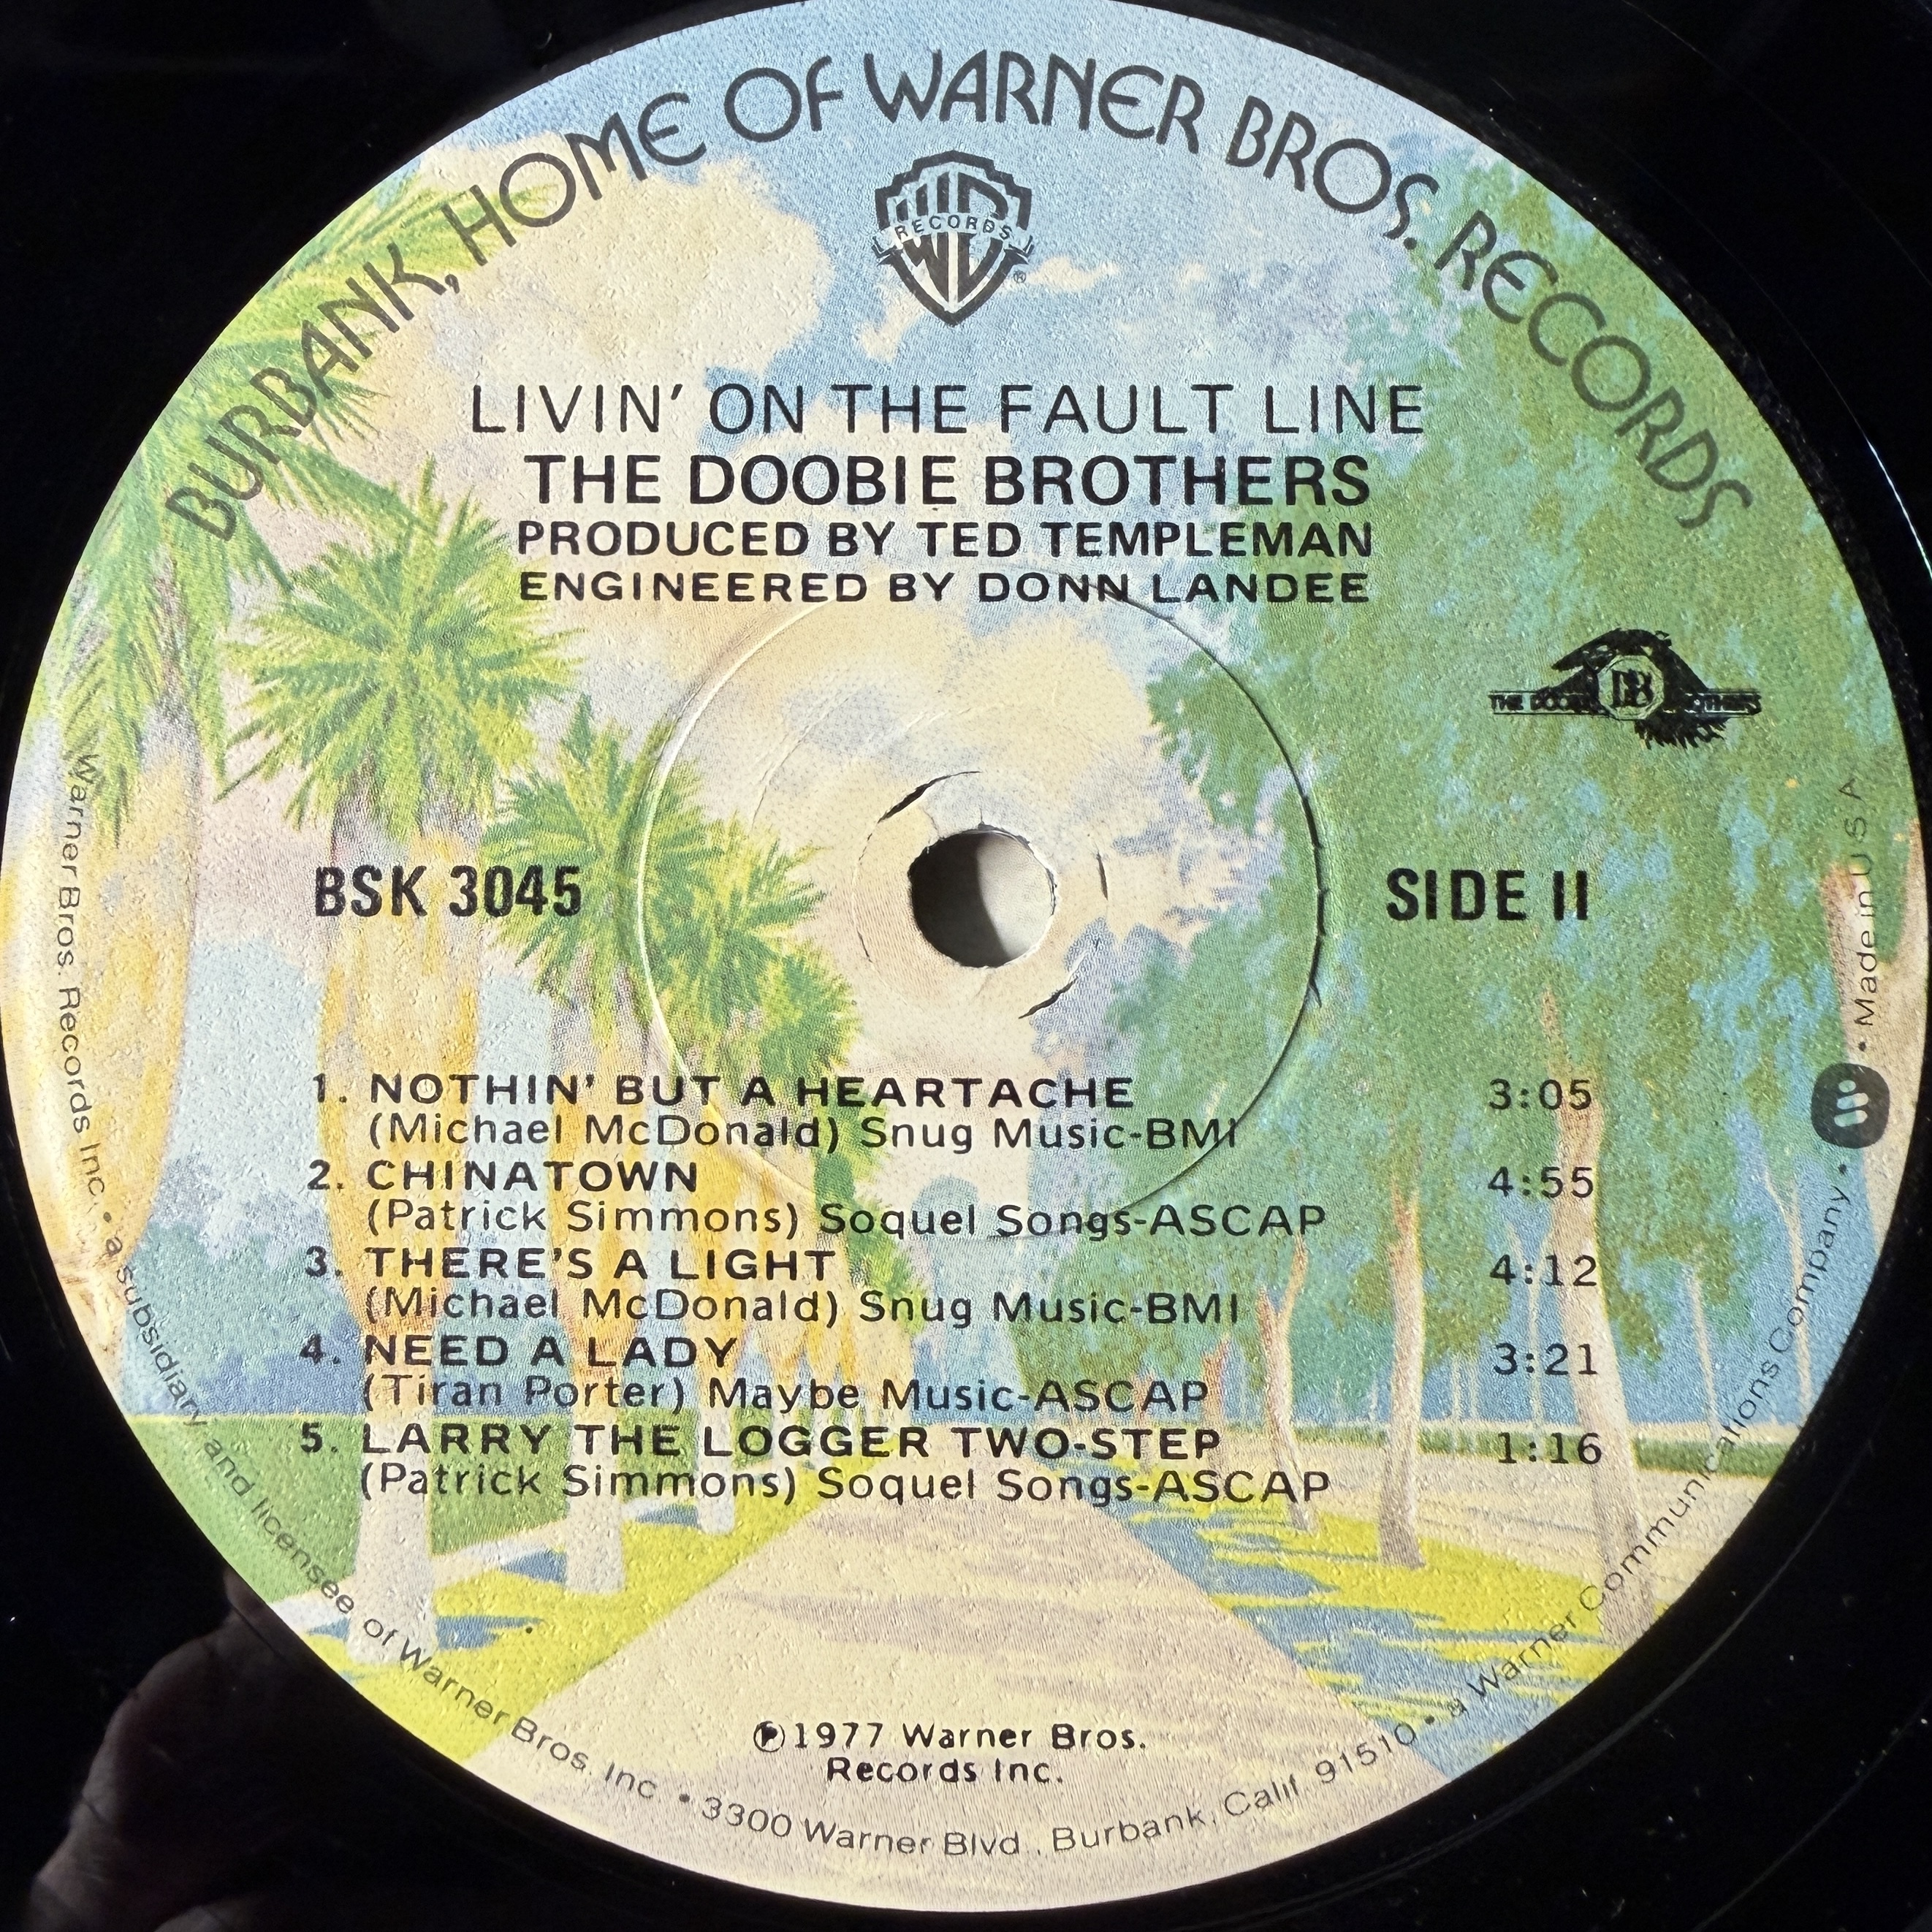 BURBANK, HOME OF WARNER BROS. RECORDS
RECORDS
LIVIN' ON THE FAULT LINE
THE DOOBIE BROTHERS
PRODUCED BY TED TEMPLEMAN
ENGINEERED BY DONN LANDEE
THE DOOBIE BROTHERS
BSK 3045
SIDE II
1. NOTHIN' BUT A HEARTACHE 3:05
(Michael McDonald) Snug Music-BMI
2. CHINATOWN 4:55
(Patrick Simmons) Soquel Songs-ASCAP
3. THERE'S A LIGHT 4:12
(Michael McDonald) Snug Music-BMI
4. NEED A LADY 3:21
(Tiran Porter) Maybe Music-ASCAP
5. LARRY THE LOGGER TWO-STEP 1:16
(Patrick Simmons) Soquel Songs-ASCAP
℗1977 Warner Bros.
Records Inc.
Warner Bros. Records Inc. • a subsidiary and licensee of Warner Bros. Inc. • 3300 Warner Blvd., Burbank, Calif. 91510 • a Warner Communications Company • • Made in U.S.A.